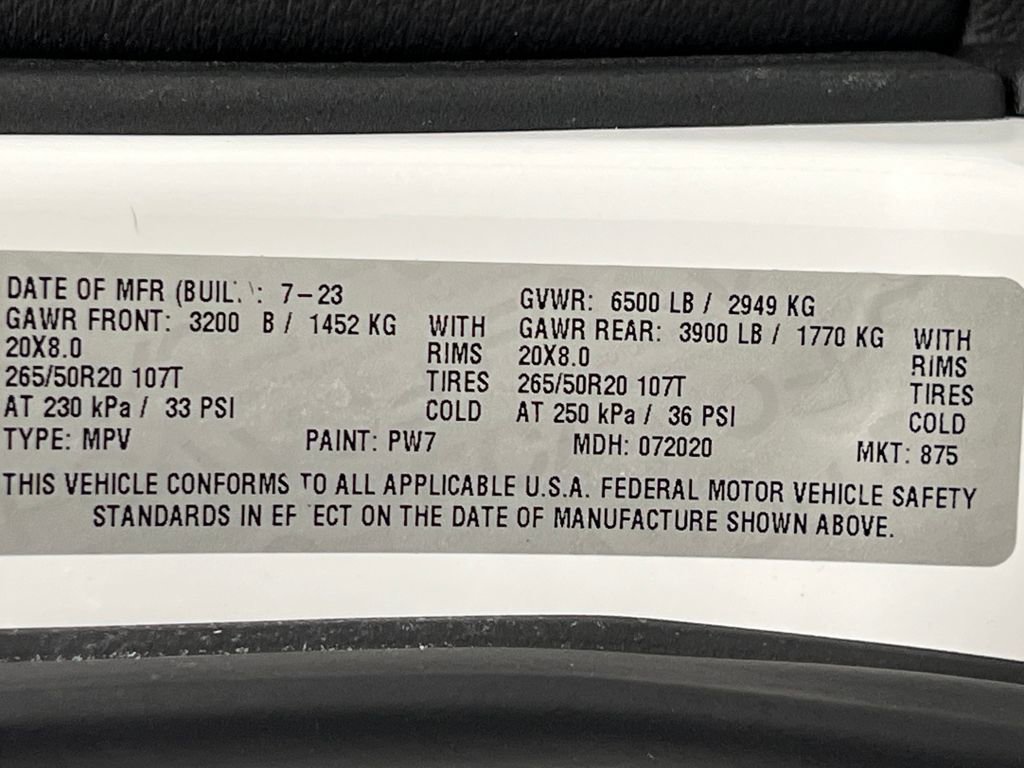 DATE OF MFR (BUIL : 7-23 GVWR: 6500 LB / 2949 KG
GAWR FRONT: 3200 B / 1452 KG WITH GAWR REAR: 3900 LB / 1770 KG WITH
20X8.0 RIMS 20X8.0 RIMS
265/50R20 107T TIRES 265/50R20 107T TIRES
AT 230 kPa / 33 PSI COLD AT 250 kPa / 36 PSI COLD
TYPE: MPV PAINT: PW7 MDH: 072020 MKT: 875
THIS VEHICLE CONFORMS TO ALL APPLICABLE U.S.A. FEDERAL MOTOR VEHICLE SAFETY
STANDARDS IN EF ECT ON THE DATE OF MANUFACTURE SHOWN ABOVE.